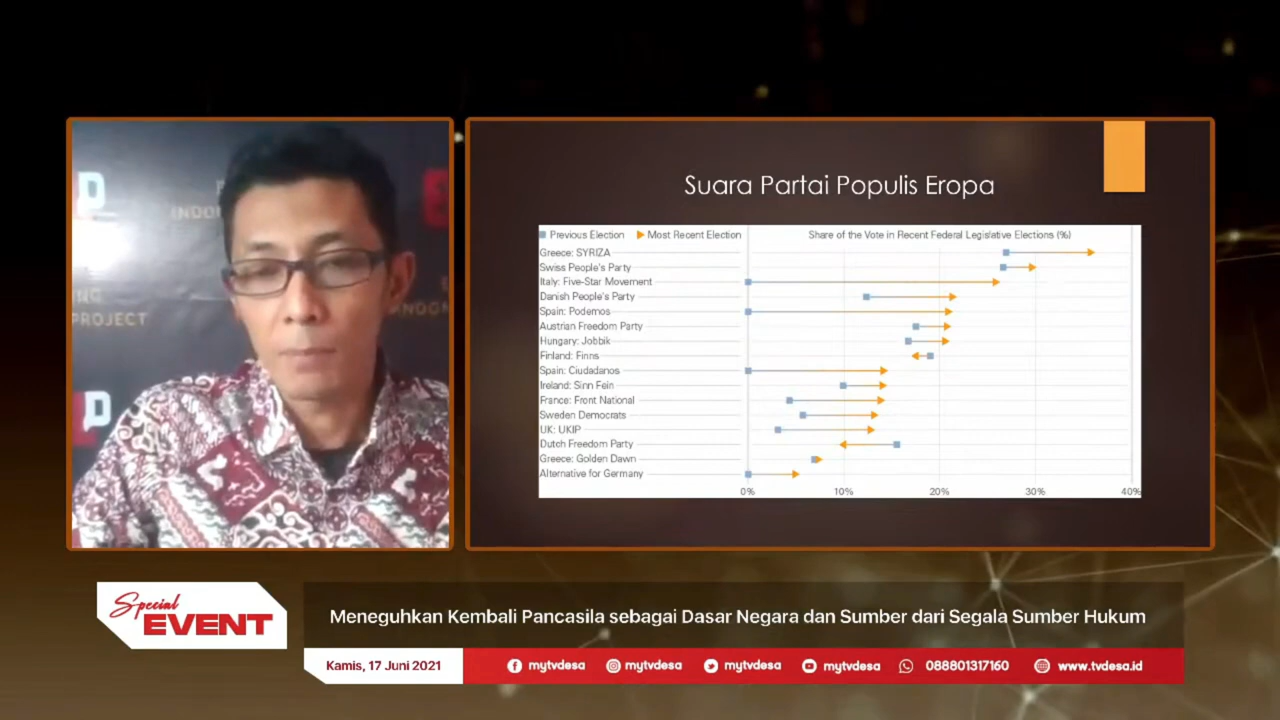 INDO
ING
PROJECT
INDON
Suara Partai Populis Eropa
Previous Election
Most Recent Election
Share of the Vote in Recent Federal Legislative Elections (%)
Greece: SYRIZA
Swiss People's Party
Italy: Five-Star Movement
Danish People's Party
Spain: Podemos
Austrian Freedom Party
Hungary: Jobbik
Finland: Finns
Spain: Ciudadanos
Ireland: Sinn Fein
France: Front National
Sweden Democrats
UK: UKIP
Dutch Freedom Party
Greece: Golden Dawn
Alternative for Germany
0% 10% 20% 30% 40%
Special
EVENT
Meneguhkan Kembali Pancasila sebagai Dasar Negara dan Sumber dari Segala Sumber Hukum
Kamis, 17 Juni 2021
mytvdesa mytvdesa mytvdesa mytvdesa 088801317160 www.tvdesa.id